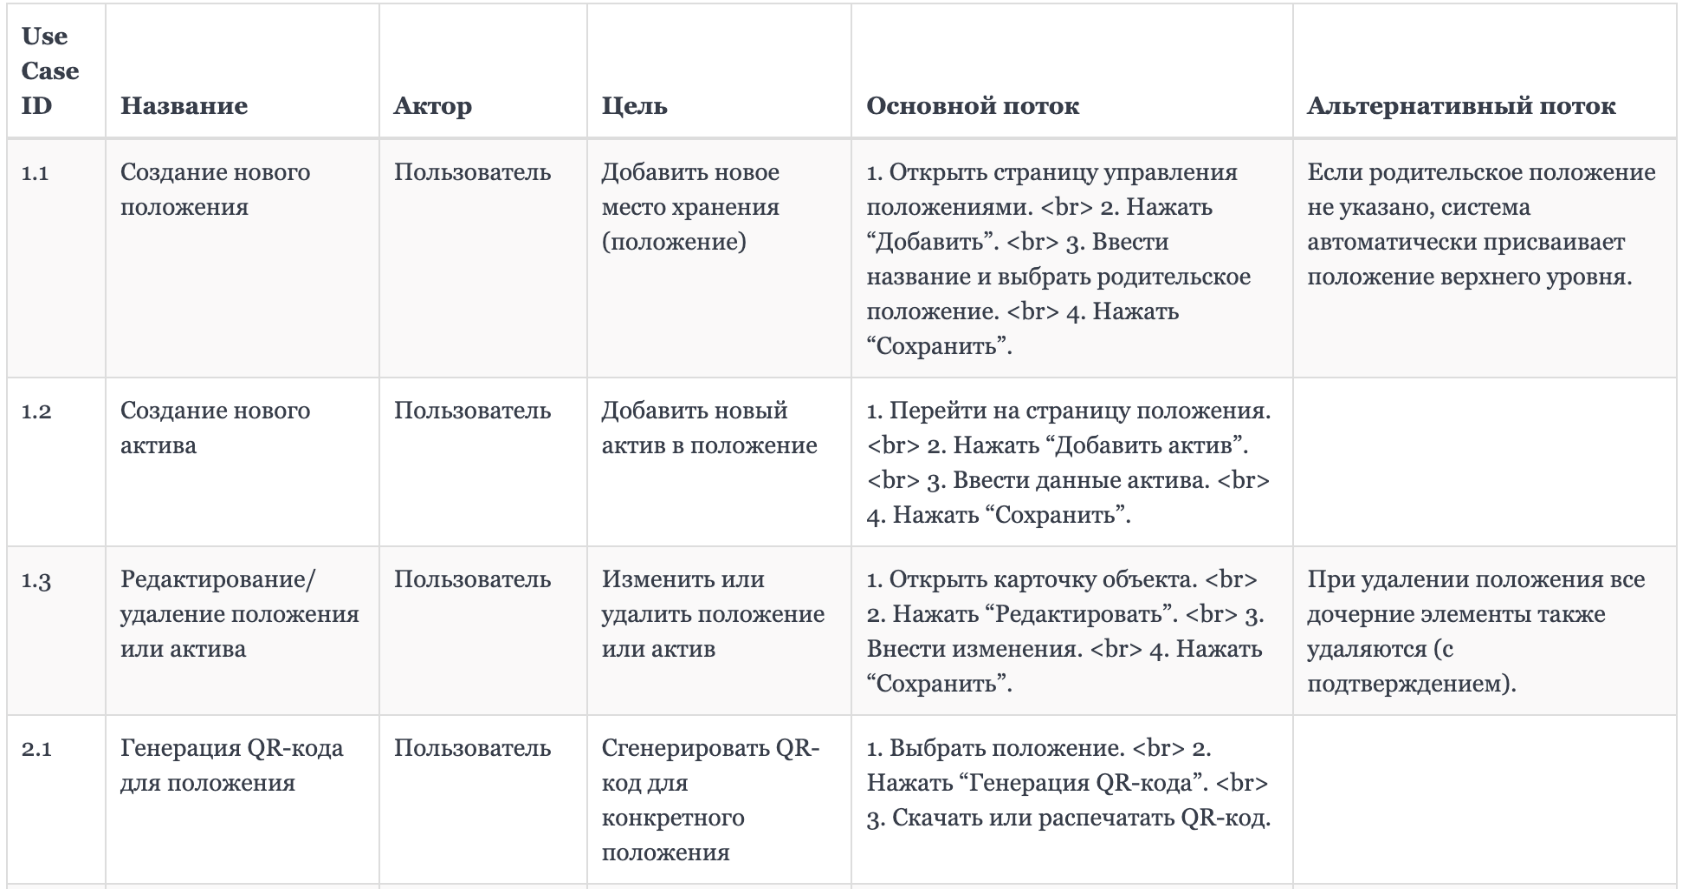 Use
Case
ID
Название
Актор
Цель
Основной поток
Альтернативный поток
1.1
Создание нового
положения
Пользователь
Добавить новое
место хранения
(положение)
1. Открыть страницу управления
положениями. <br> 2. Нажать
“Добавить”. <br> 3. Ввести
название и выбрать родительское
положение. <br> 4. Нажать
“Сохранить”.
Если родительское положение
не указано, система
автоматически присваивает
положение верхнего уровня.
1.2
Создание нового
актива
Пользователь
Добавить новый
актив в положение
1. Перейти на страницу положения.
<br> 2. Нажать “Добавить актив”.
<br> 3. Ввести данные актива. <br>
4. Нажать “Сохранить”.
1.3
Редактирование/
удаление положения
или актива
Пользователь
Изменить или
удалить положение
или актив
1. Открыть карточку объекта. <br>
2. Нажать “Редактировать”. <br> 3.
Внести изменения. <br> 4. Нажать
“Сохранить”.
При удалении положения все
дочерние элементы также
удаляются (с
подтверждением).
2.1
Генерация QR-кода
для положения
Пользователь
Сгенерировать QR-
код для
конкретного
положения
1. Выбрать положение. <br> 2.
Нажать “Генерация QR-кода”. <br>
3. Скачать или распечатать QR-код.